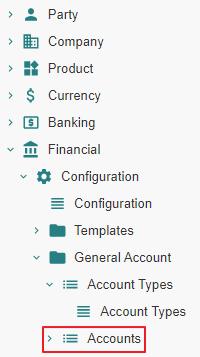 Party
Company
Product
Currency
Banking
Financial
Configuration
Configuration
Templates
General Account
Account Types
Account Types
Accounts